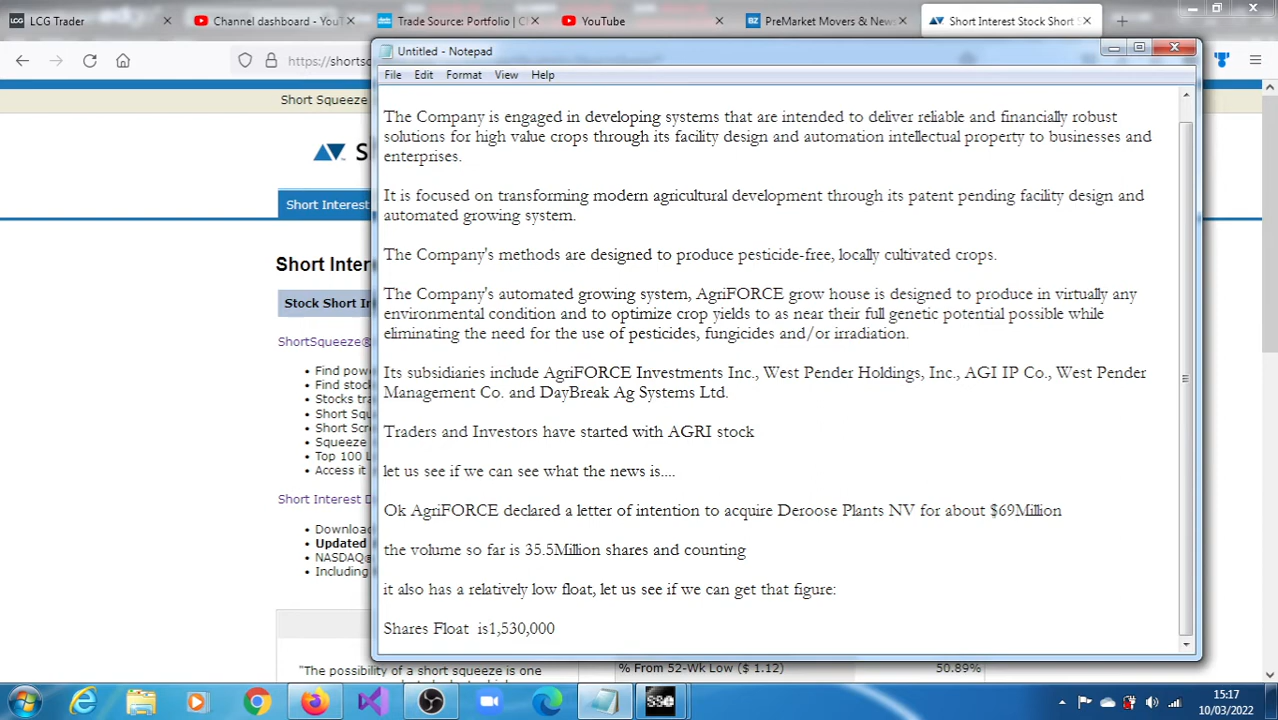 LCG Trader
Channel dashboard - YouT
Trade Source: Portfolio | C
YouTube
PreMarket Movers & News
Short Interest Stock Short S
https://shortsq
Untitled - Notepad
File Edit Format View Help
Short Squeeze
S
Short Interest
Short Inter
Stock Short In
ShortSqueeze®
Find pow
Find stoc
Stocks tra
Short Squ
Short Scr
Squeeze
Top 100 L
Access it
Short Interest D
Downloa
Updated
NASDAQ®
Including
"The possibility of a short squeeze is one
The Company is engaged in developing systems that are intended to deliver reliable and financially robust
solutions for high value crops through its facility design and automation intellectual property to businesses and
enterprises.
It is focused on transforming modern agricultural development through its patent pending facility design and
automated growing system.
The Company's methods are designed to produce pesticide-free, locally cultivated crops.
The Company's automated growing system, AgriFORCE grow house is designed to produce in virtually any
environmental condition and to optimize crop yields to as near their full genetic potential possible while
eliminating the need for the use of pesticides, fungicides and/or irradiation.
Its subsidiaries include AgriFORCE Investments Inc., West Pender Holdings, Inc., AGI IP Co., West Pender
Management Co. and DayBreak Ag Systems Ltd.
Traders and Investors have started with AGRI stock
let us see if we can see what the news is....
Ok AgriFORCE declared a letter of intention to acquire Deroose Plants NV for about $69Million
the volume so far is 35.5Million shares and counting
it also has a relatively low float, let us see if we can get that figure:
Shares Float is1,530,000
% From 52-Wk Low ($ 1.12) 50.89%
15:17
10/03/2022